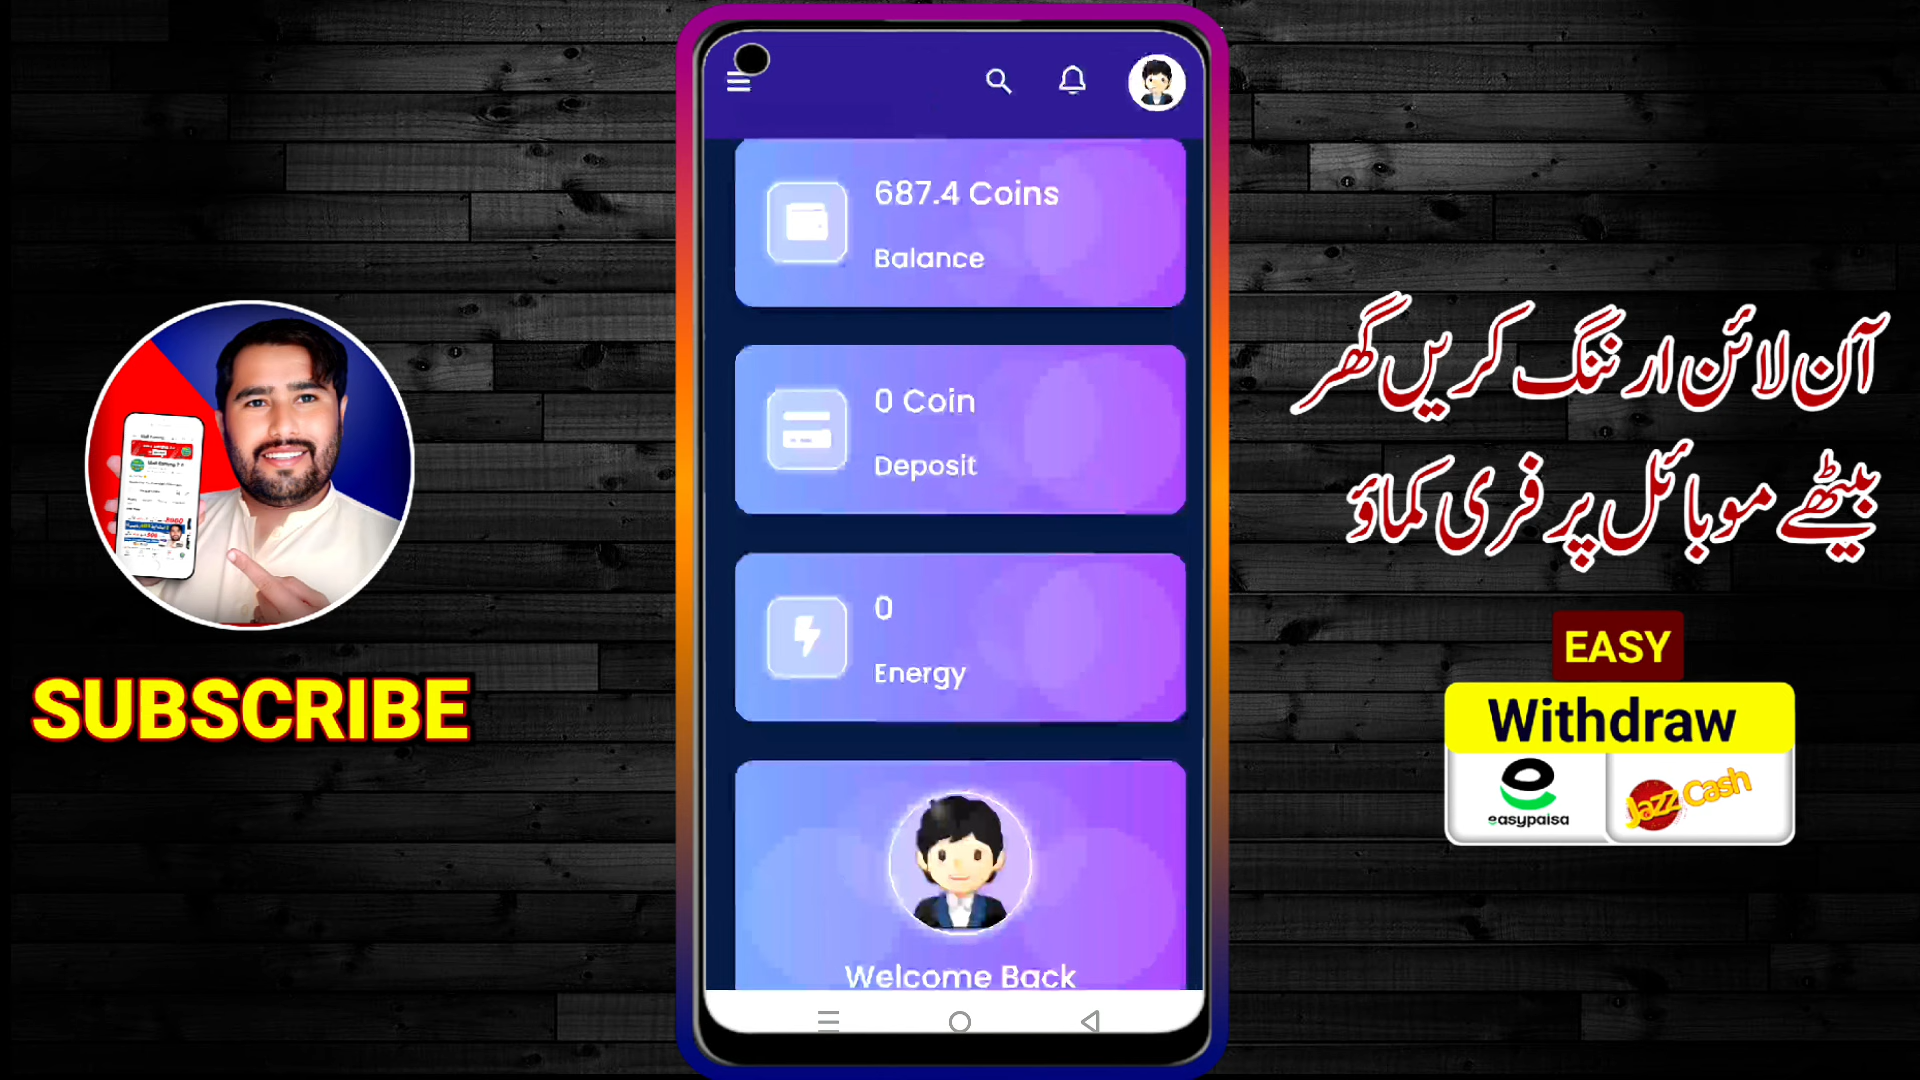 687.4 Coins
Balance
0 Coin
Deposit
0
Energy
Welcome Back
SUBSCRIBE
آن لائن ارننگ کریں گھر
بیٹھے موبائل پر فری کماؤ
EASY
Withdraw
easypaisa
JazzCash